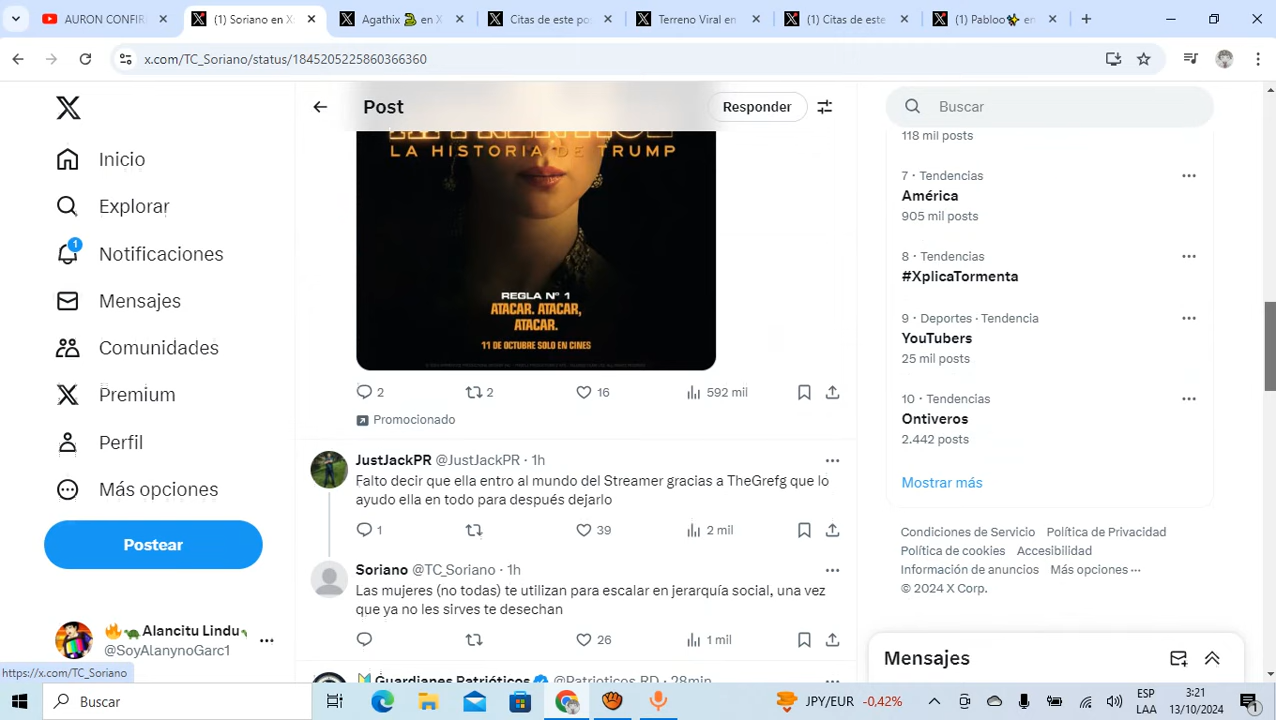 AURON CONFIR
(1) Soriano en X:
Agathix en X
Citas de este po
Terreno Viral en
(1) Citas de este
(1) Pabloo en
x.com/TC_Soriano/status/1845205225860366360
Post
Responder
Buscar
Inicio
Explorar
1
Notificaciones
Mensajes
Comunidades
Premium
Perfil
Más opciones
Postear
Alancitu Lindu
@SoyAlanynoGarc1
https://x.com/TC_Soriano
LA HISTORIA DE TRUMP
REGLA Nº 1
ATACAR. ATACAR,
ATACAR.
11 DE OCTUBRE SOLO EN CINES
2 2 16 592 mil
Promocionado
JustJackPR @JustJackPR · 1h
Falto decir que ella entro al mundo del Streamer gracias a TheGrefg que lo
ayudo ella en todo para después dejarlo
1 39 2 mil
Soriano @TC_Soriano · 1h
Las mujeres (no todas) te utilizan para escalar en jerarquía social, una vez
que ya no les sirves te desechan
26 1 mil
Guardianes Patrióticos @Patrioticos_RD · 28min
118 mil posts
7 · Tendencias
América
905 mil posts
8 · Tendencias
#XplicaTormenta
9 · Deportes · Tendencia
YouTubers
25 mil posts
10 · Tendencias
Ontiveros
2.442 posts
Mostrar más
Condiciones de Servicio Política de Privacidad
Política de cookies Accesibilidad
Información de anuncios Más opciones ···
© 2024 X Corp.
Mensajes
Buscar
JPY/EUR -0,42%
ESP
LAA
3:21
13/10/2024
1